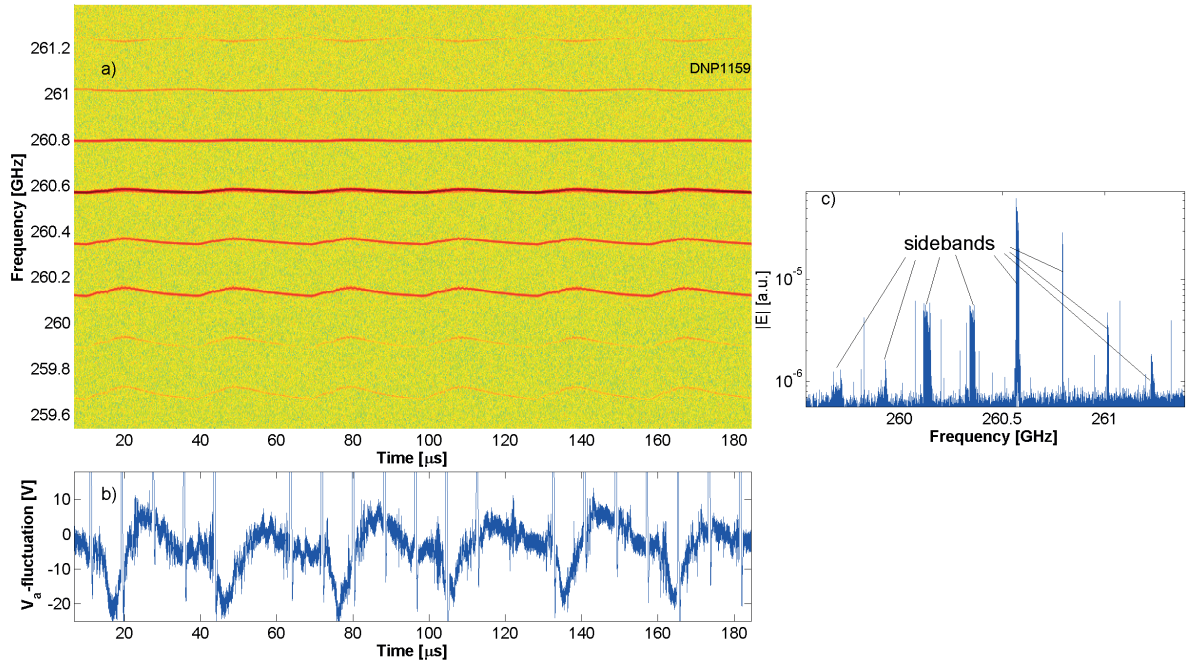 a)
DNP1159
Frequency [GHz]
261.2
261
260.8
260.6
260.4
260.2
260
259.8
259.6
20 40 60 80 100 120 140 160 180
Time [μs]
b)
Va-fluctuation [V]
10
0
-10
-20
20 40 60 80 100 120 140 160 180
Time [μs]
c)
sidebands
|E| [a.u.]
10-5
10-6
260 260.5 261
Frequency [GHz]